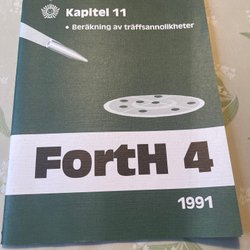 Kapitel 11
• Beräkning av träffsannolikheter
FortH 4
1991